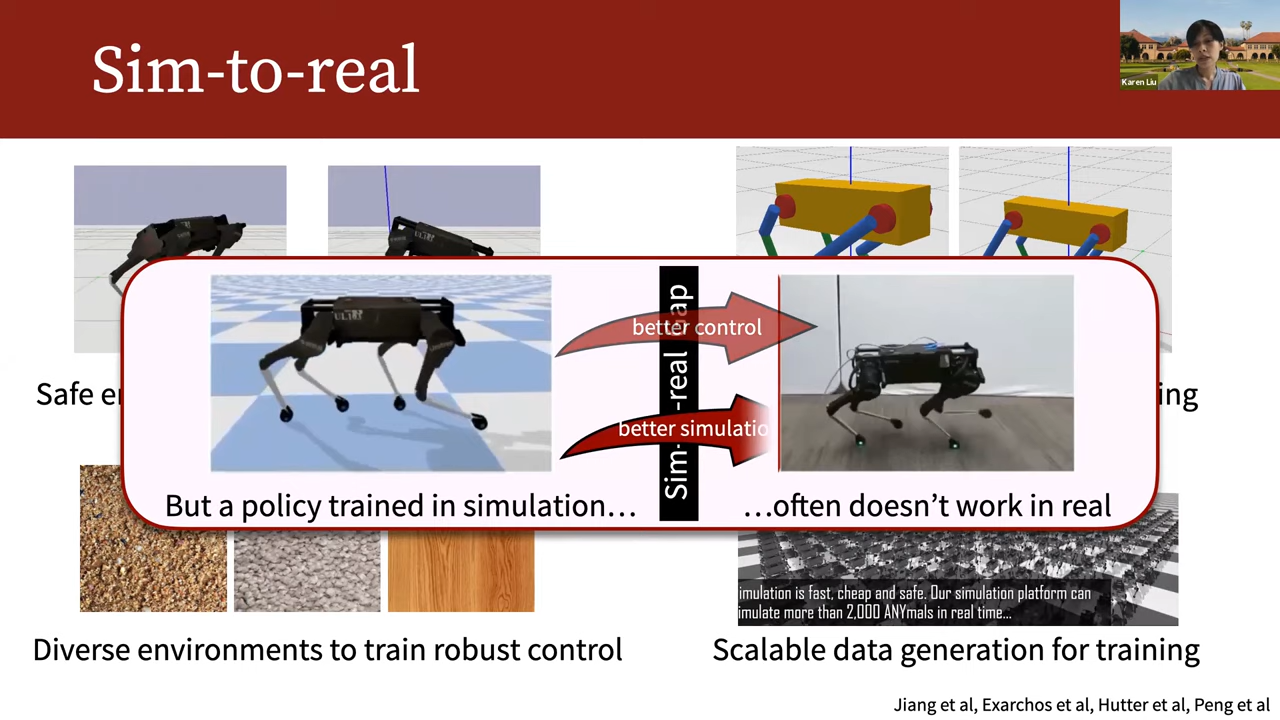 Sim-to-real
Karen Liu
better control
Sim- -real Gap
better simulatio
Safe e
ing
But a policy trained in simulation…
…often doesn’t work in real
imulation is fast, cheap and safe. Our simulation platform can
imulate more than 2,000 ANYmals in real time...
Diverse environments to train robust control
Scalable data generation for training
Jiang et al, Exarchos et al, Hutter et al, Peng et al